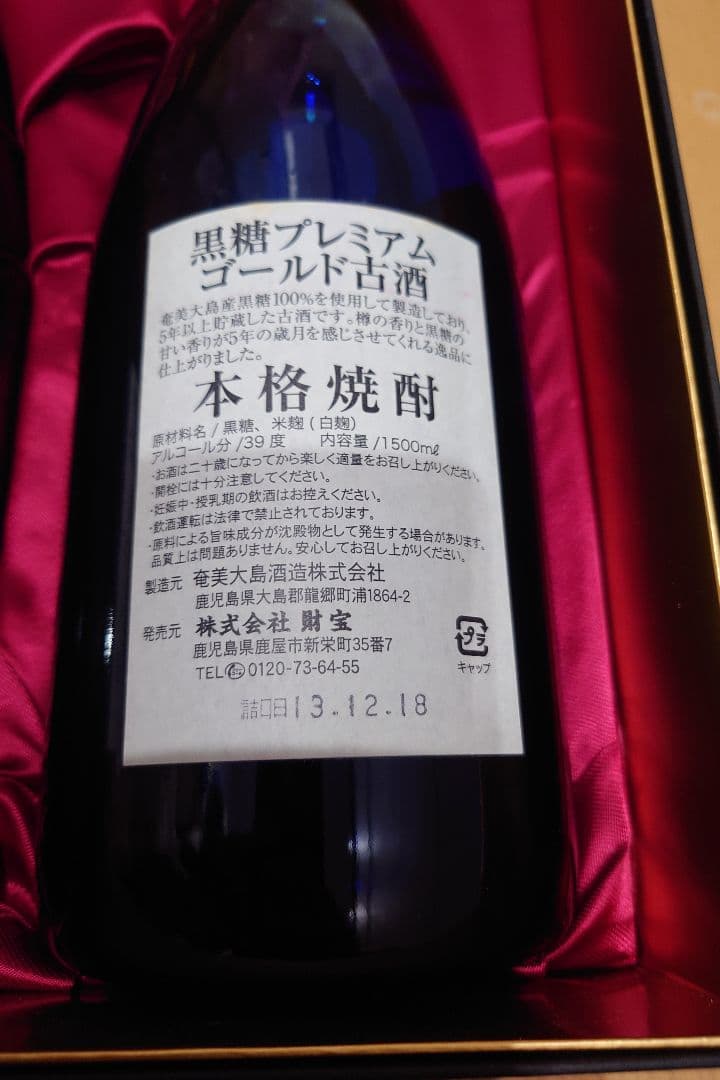 黒糖プレミアム
ゴールド古酒
奄美大島産黒糖100%を使用して製造しており、
5年以上貯蔵した古酒です。樽の香りと黒糖の
甘い香りが5年の歳月を感じさせてくれる逸品に
仕上がりました。
本格焼酎
原材料名/黒糖、米麹(白麹)
アルコール分/39度 内容量/1500mℓ
・お酒は二十歳になってから楽しく適量をお召し上がりください。
・開栓には十分注意してください。
・妊娠中・授乳期の飲酒はお控えください。
・飲酒運転は法律で禁止されております。
・原料による旨味成分が沈殿物として発生する場合があります。
品質上は問題ありません。安心してお召し上がりください。
製造元 奄美大島酒造株式会社
鹿児島県大島郡龍郷町浦1864-2
発売元 株式会社 財宝
鹿児島県鹿屋市新栄町35番7
TEL 0120-73-64-55
プラ
キャップ
詰口日13.12.18